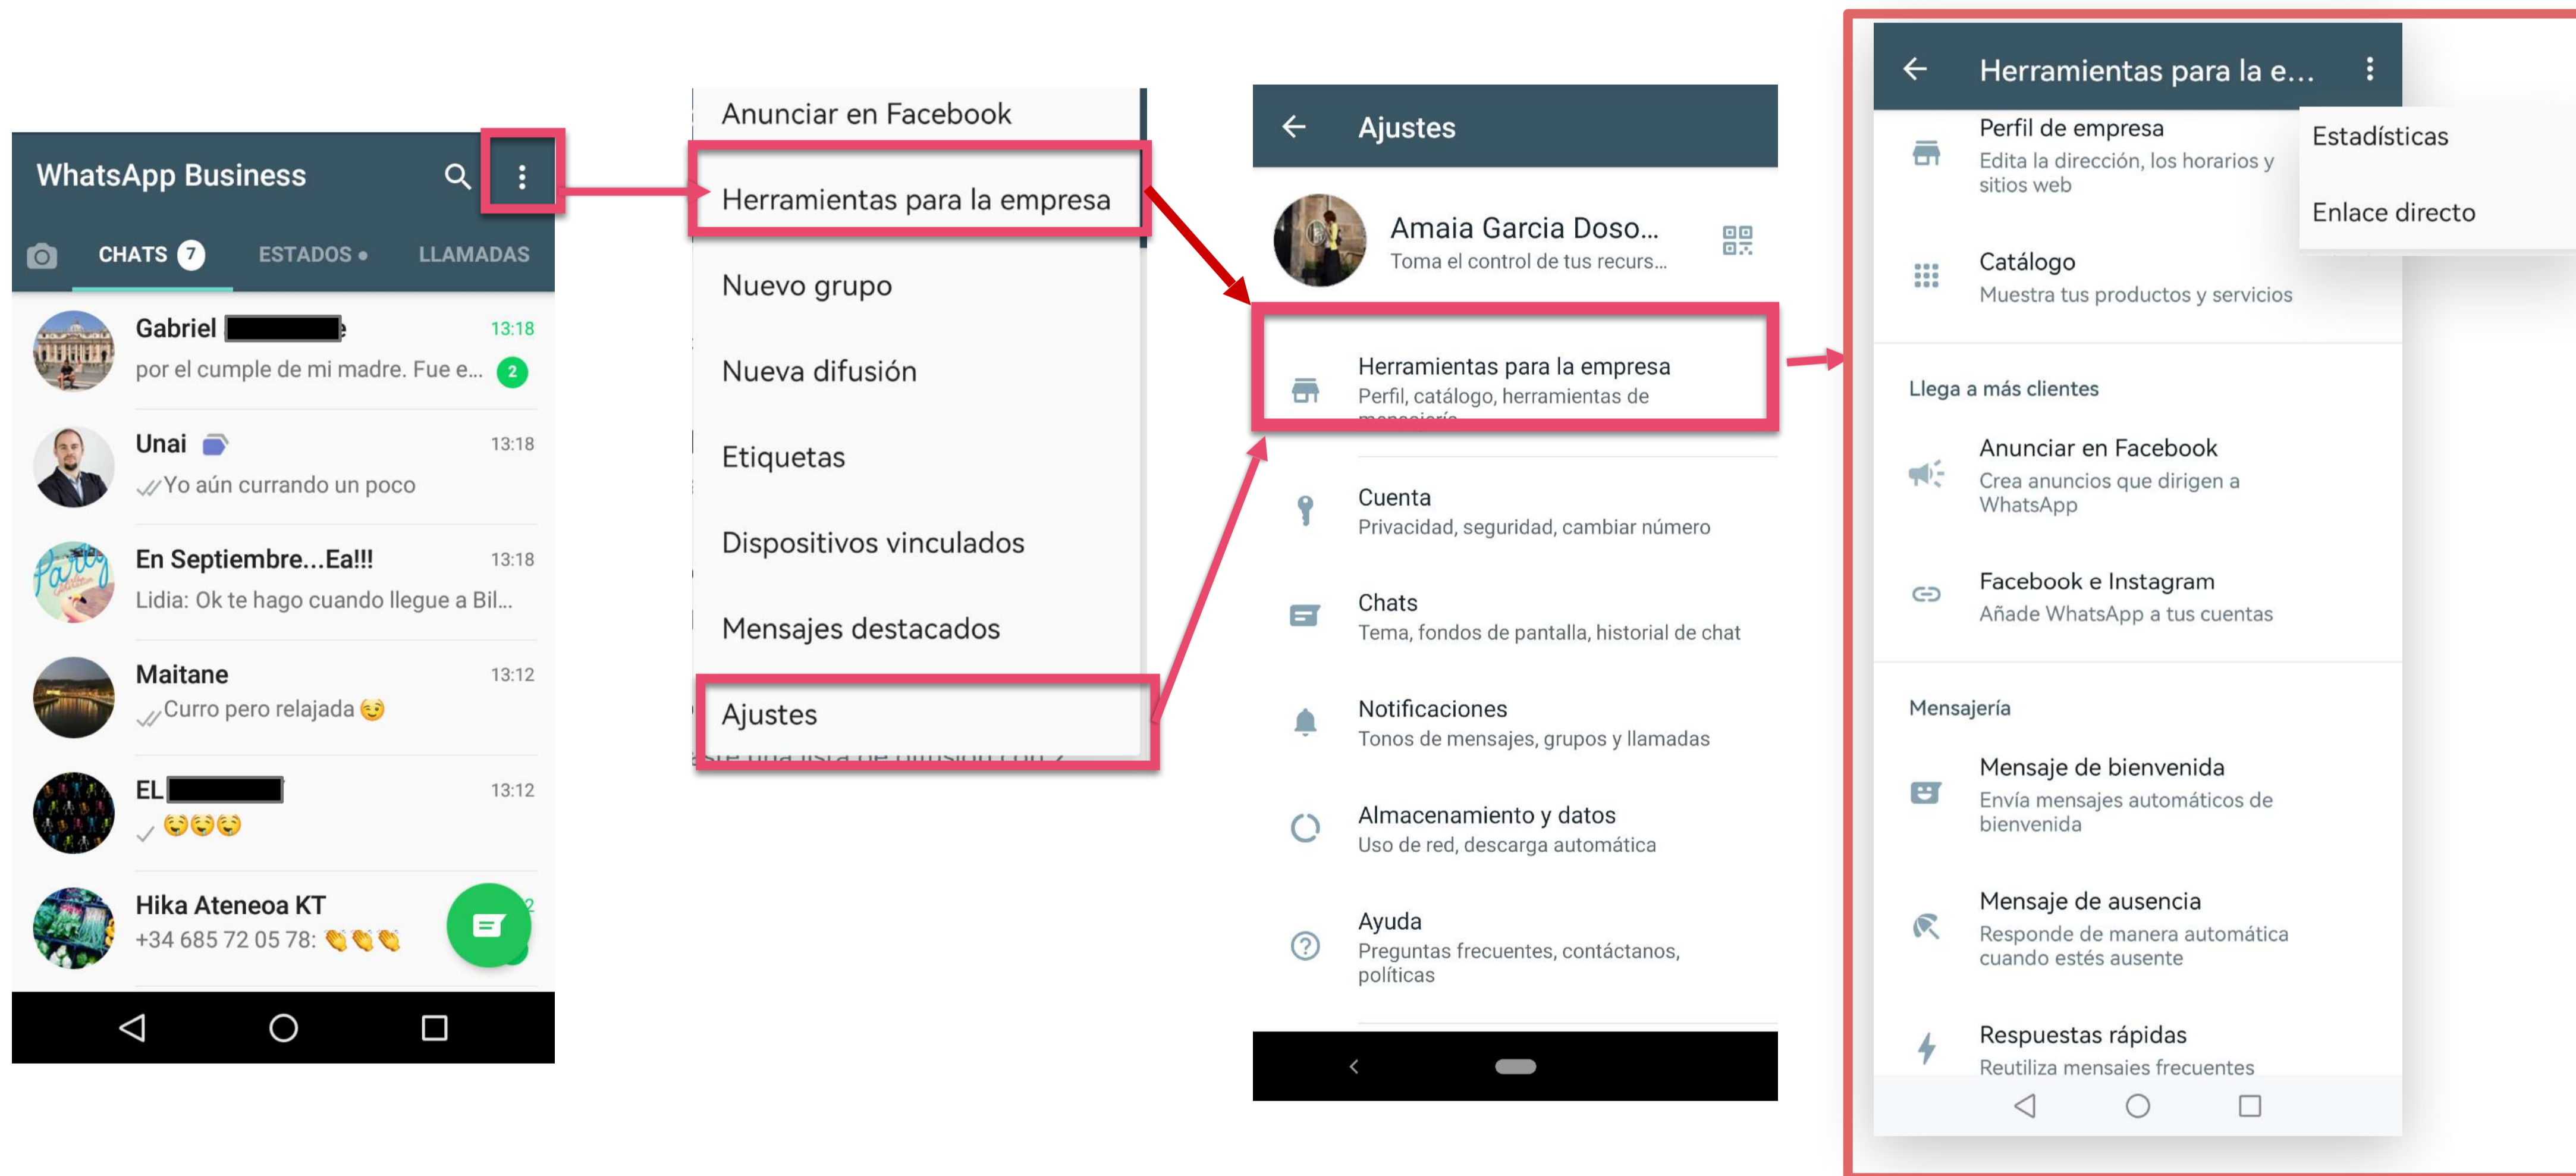 WhatsApp Business
CHATS 7 ESTADOS LLAMADAS
Gabriel 13:18
por el cumple de mi madre. Fue e... 2
Unai 13:18
Yo aún currando un poco
En Septiembre...Ea!!! 13:18
Lidia: Ok te hago cuando llegue a Bil...
Maitane 13:12
Curro pero relajada 😉
EL 13:12
🤤🤤🤤
Hika Ateneoa KT 2
+34 685 72 05 78: 👏👏👏
Anunciar en Facebook
Herramientas para la empresa
Nuevo grupo
Nueva difusión
Etiquetas
Dispositivos vinculados
Mensajes destacados
Ajustes
una lista de difusión con 2
Ajustes
Amaia Garcia Doso...
Toma el control de tus recurs...
Herramientas para la empresa
Perfil, catálogo, herramientas de
mensajería
Cuenta
Privacidad, seguridad, cambiar número
Chats
Tema, fondos de pantalla, historial de chat
Notificaciones
Tonos de mensajes, grupos y llamadas
Almacenamiento y datos
Uso de red, descarga automática
Ayuda
Preguntas frecuentes, contáctanos,
políticas
Herramientas para la e...
Perfil de empresa
Edita la dirección, los horarios y
sitios web
Estadísticas
Enlace directo
Catálogo
Muestra tus productos y servicios
Llega a más clientes
Anunciar en Facebook
Crea anuncios que dirigen a
WhatsApp
Facebook e Instagram
Añade WhatsApp a tus cuentas
Mensajería
Mensaje de bienvenida
Envía mensajes automáticos de
bienvenida
Mensaje de ausencia
Responde de manera automática
cuando estés ausente
Respuestas rápidas
Reutiliza mensajes frecuentes